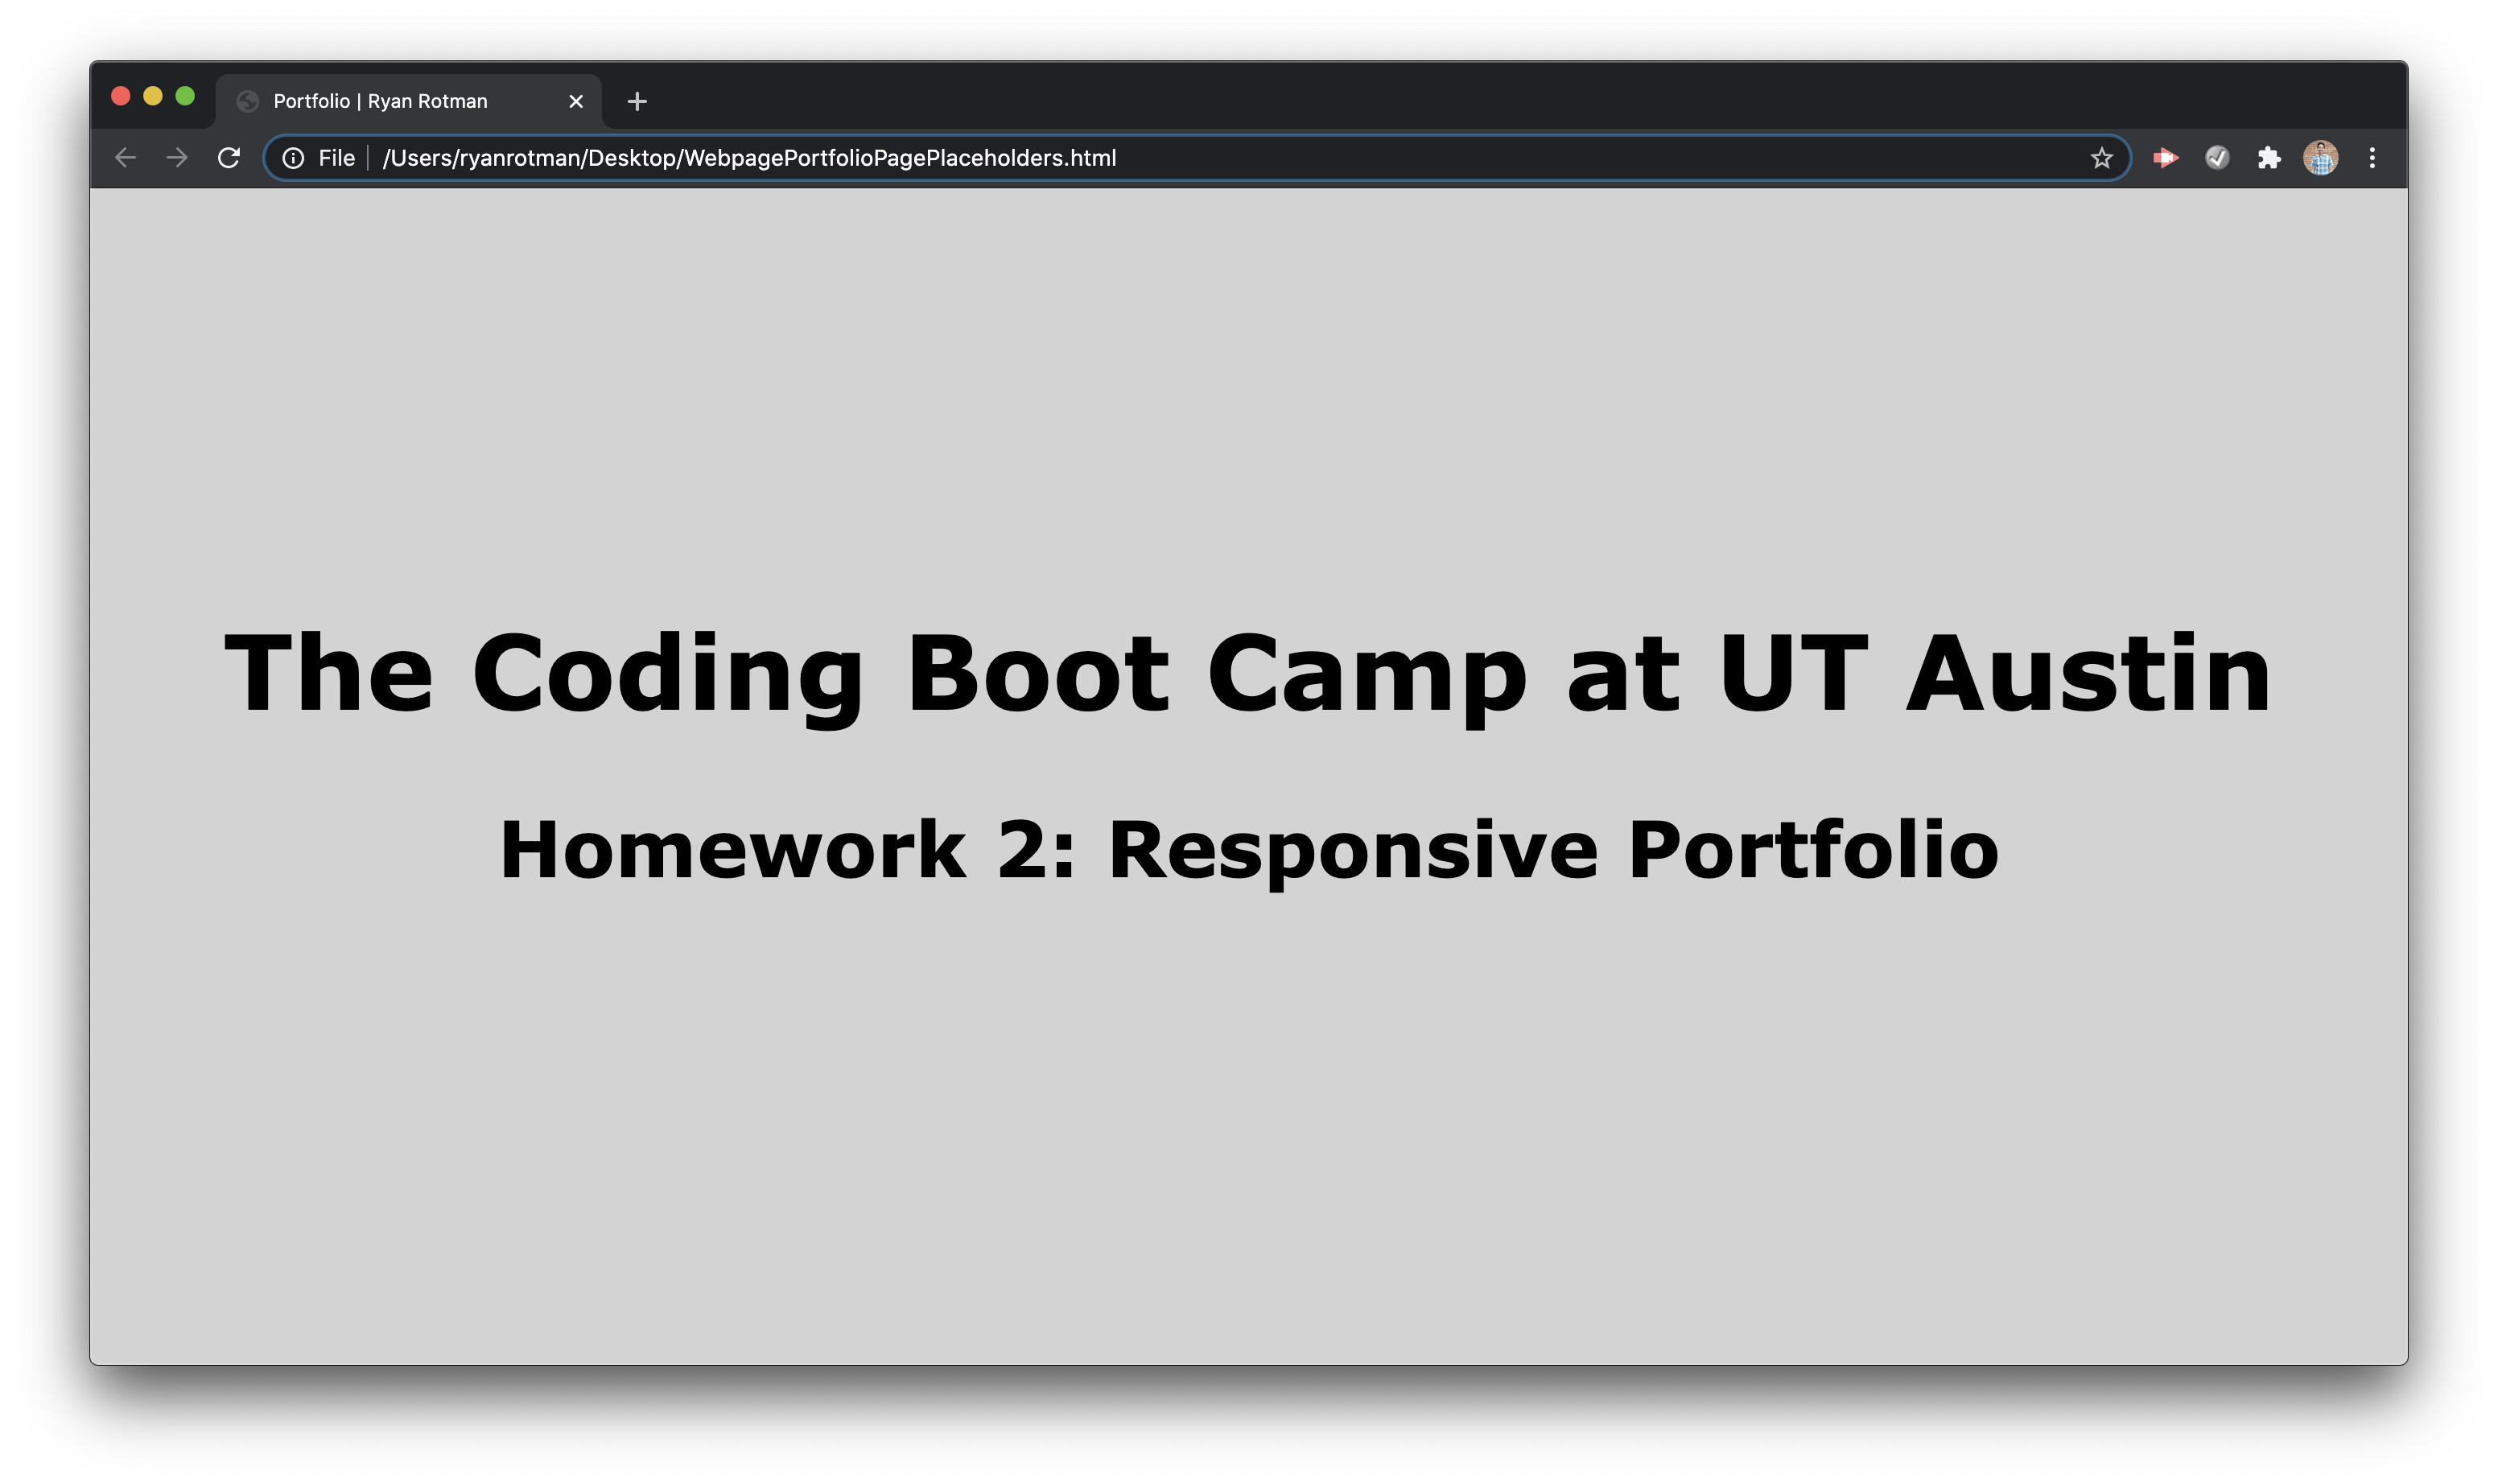 Portfolio | Ryan Rotman
File /Users/ryanrotman/Desktop/WebpagePortfolioPagePlaceholders.html
The Coding Boot Camp at UT Austin
Homework 2: Responsive Portfolio